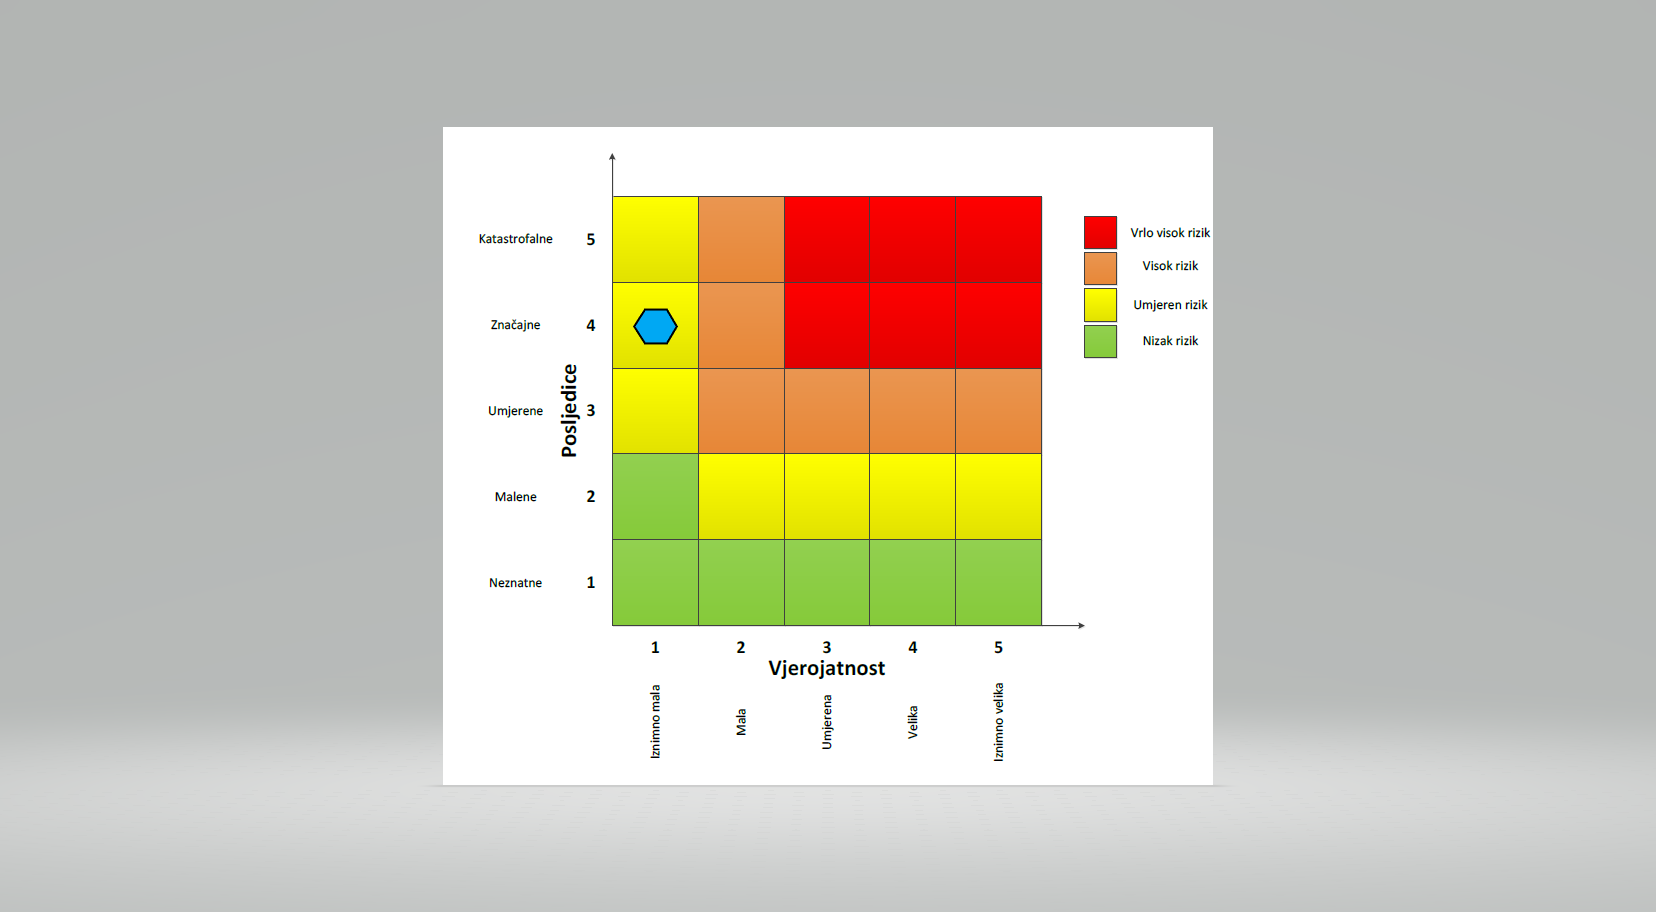 Katastrofalne 5
Značajne 4
Umjerene 3
Malene 2
Neznatne 1
Posljedice
1 2 3 4 5
Vjerojatnost
Iznimno mala
Mala
Umjerena
Velika
Iznimno velika
Vrlo visok rizik
Visok rizik
Umjeren rizik
Nizak rizik